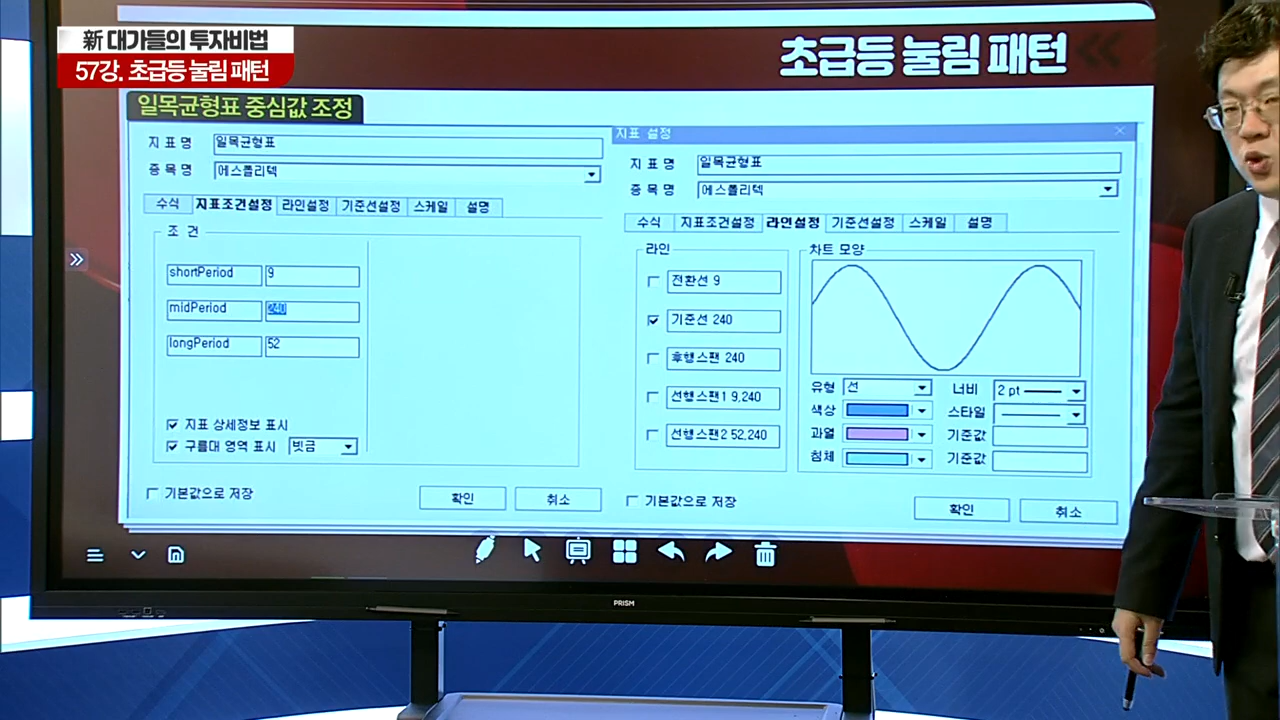 新 대가들의 투자비법
57강. 초급등 눌림 패턴
초급등 눌림 패턴
일목균형표 중심값 조정
지 표 명 일목균형표
종 목 명 에스폴리텍
수식 지표조건설정 라인설정 기준선설정 스케일 설명
조 건
shortPeriod 9
midPeriod 240
longPeriod 52
지표 상세정보 표시
구름대 영역 표시 빗금
기본값으로 저장 확인 취소
지표 설정
지 표 명 일목균형표
종 목 명 에스폴리텍
수식 지표조건설정 라인설정 기준선설정 스케일 설명
라인
전환선 9
기준선 240
후행스팬 240
선행스팬1 9,240
선행스팬2 52,240
차트 모양
유형 선 너비 2 pt
색상 스타일
과열 기준값
침체 기준값
기본값으로 저장 확인 취소
PRISM